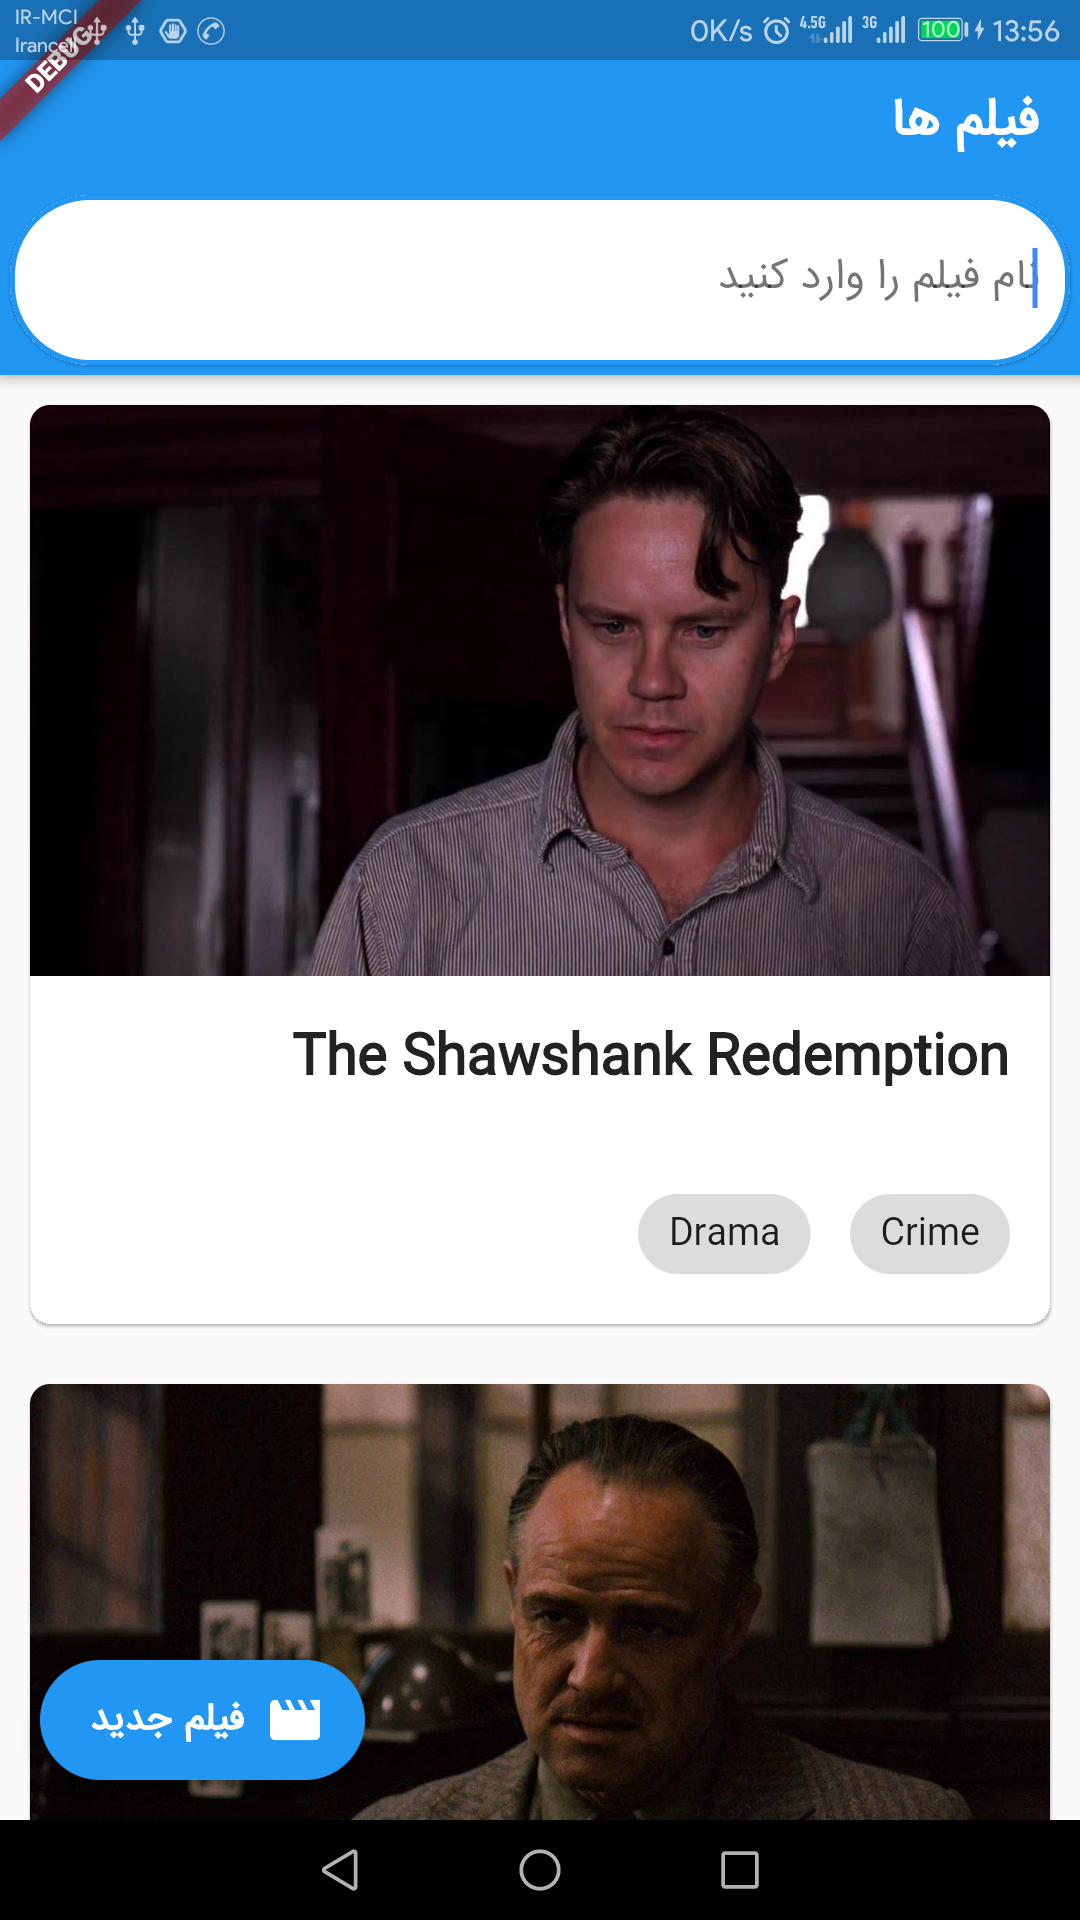 IR-MCI
Irancell
0K/s 4.5G 3G 100 13:56
DEBUG
فیلم ها
نام فیلم را وارد کنید
The Shawshank Redemption
Drama Crime
فیلم جدید